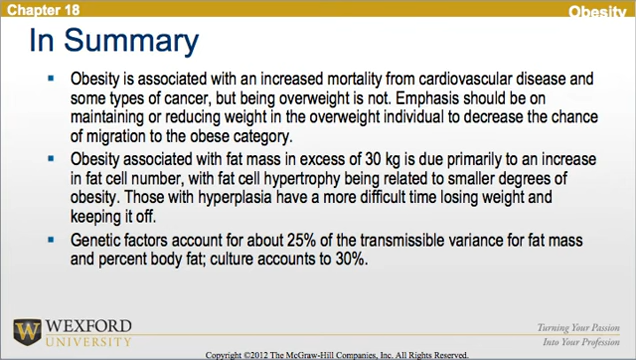 Chapter 18
Obesity
In Summary
Obesity is associated with an increased mortality from cardiovascular disease and
some types of cancer, but being overweight is not. Emphasis should be on
maintaining or reducing weight in the overweight individual to decrease the chance
of migration to the obese category.
Obesity associated with fat mass in excess of 30 kg is due primarily to an increase
in fat cell number, with fat cell hypertrophy being related to smaller degrees of
obesity. Those with hyperplasia have a more difficult time losing weight and
keeping it off.
Genetic factors account for about 25% of the transmissible variance for fat mass
and percent body fat; culture accounts to 30%.
WEXFORD
UNIVERSITY
Turning Your Passion
Into Your Profession
Copyright ©2012 The McGraw-Hill Companies, Inc. All Rights Reserved.